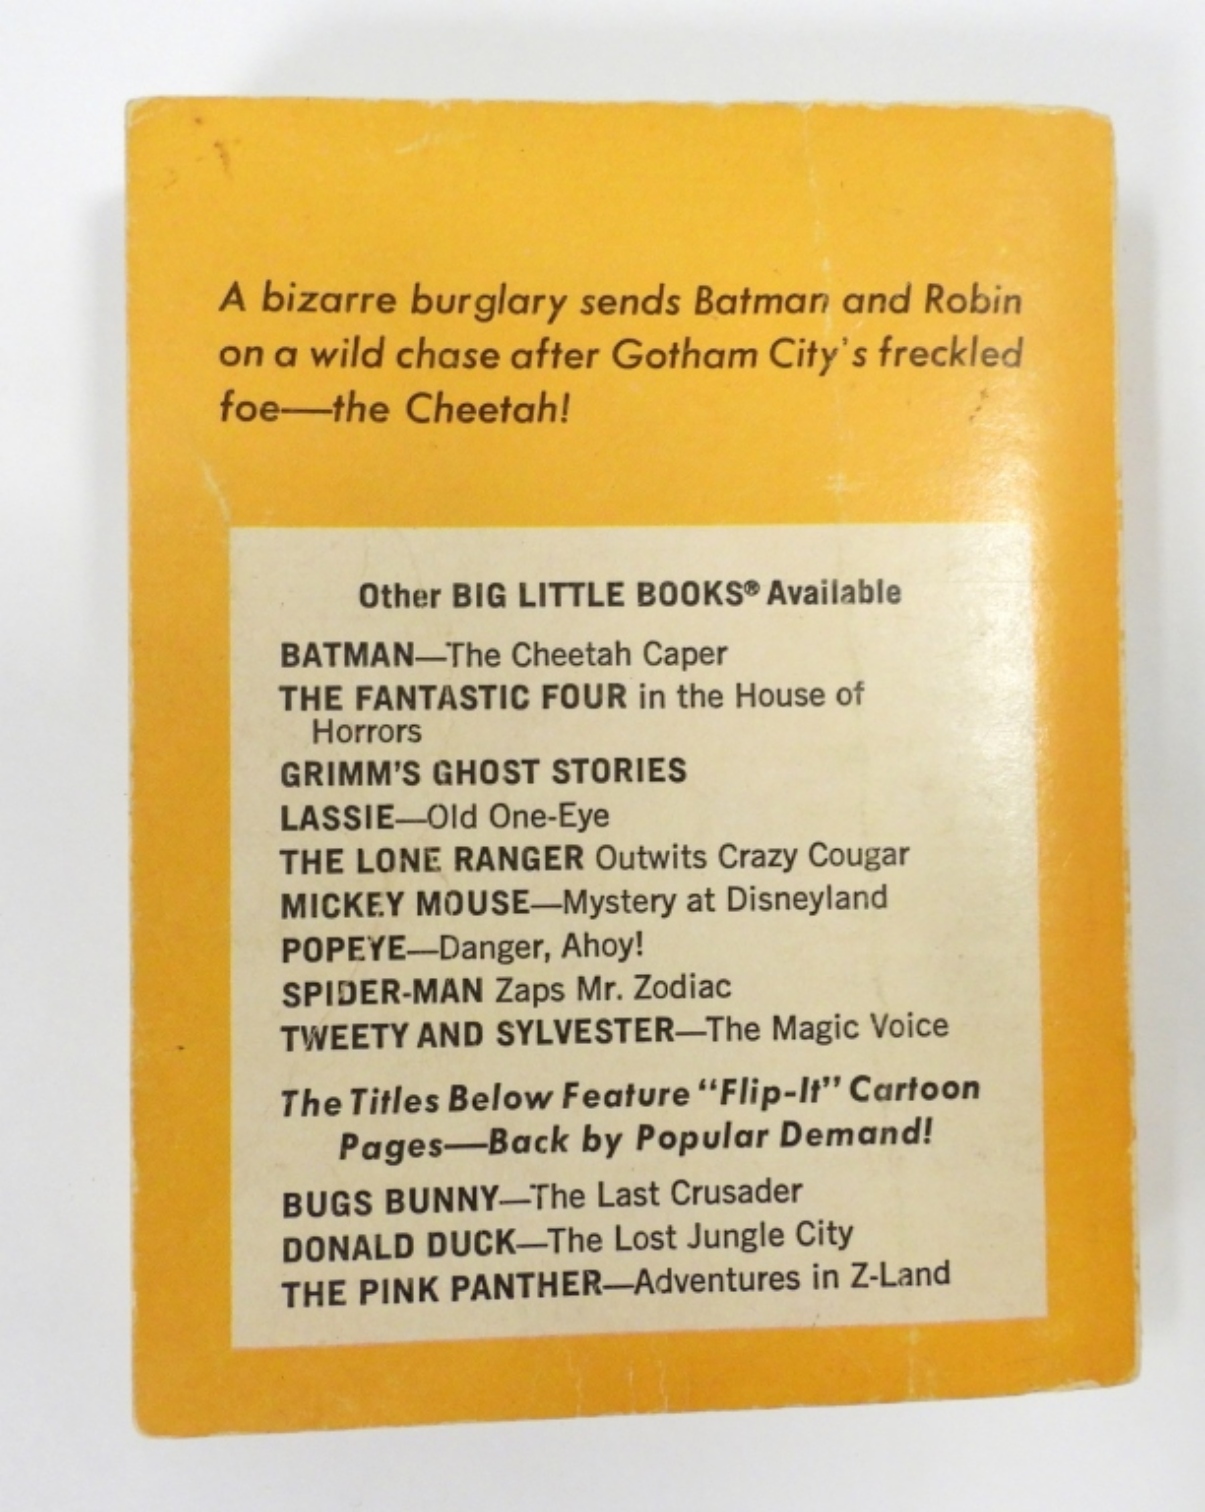 A bizarre burglary sends Batman and Robin
on a wild chase after Gotham City's freckled
foe—the Cheetah!
Other BIG LITTLE BOOKS® Available
BATMAN—The Cheetah Caper
THE FANTASTIC FOUR in the House of
Horrors
GRIMM'S GHOST STORIES
LASSIE—Old One-Eye
THE LONE RANGER Outwits Crazy Cougar
MICKEY MOUSE—Mystery at Disneyland
POPEYE—Danger, Ahoy!
SPIDER-MAN Zaps Mr. Zodiac
TWEETY AND SYLVESTER—The Magic Voice
The Titles Below Feature "Flip-It" Cartoon
Pages—Back by Popular Demand!
BUGS BUNNY—The Last Crusader
DONALD DUCK—The Lost Jungle City
THE PINK PANTHER—Adventures in Z-Land